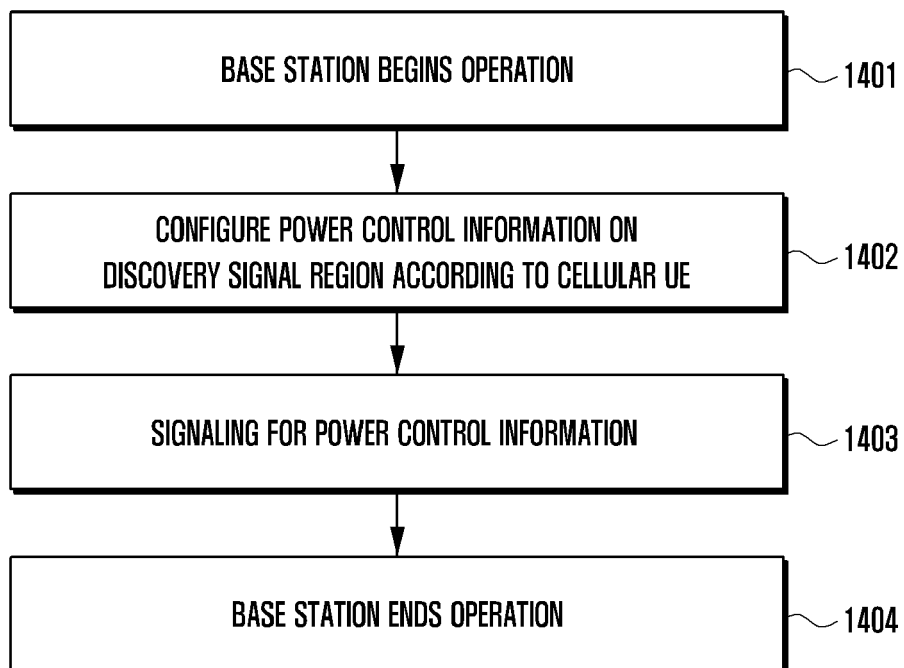 BASE STATION BEGINS OPERATION
1401
CONFIGURE POWER CONTROL INFORMATION ON
DISCOVERY SIGNAL REGION ACCORDING TO CELLULAR UE
1402
SIGNALING FOR POWER CONTROL INFORMATION
1403
BASE STATION ENDS OPERATION
1404